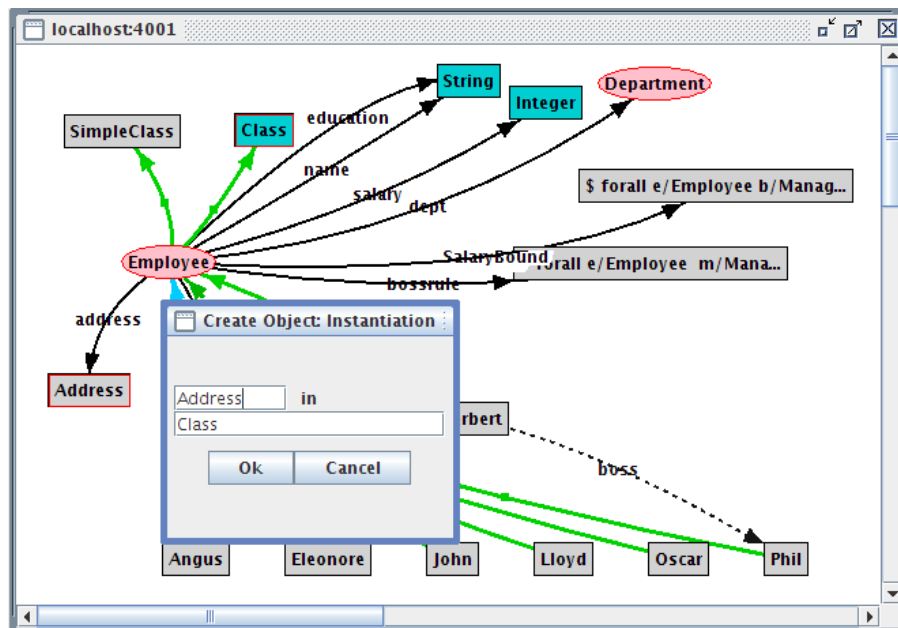 localhost:4001
String
Department
Integer
SimpleClass
Class
education
name
salary
dept
$ forall e/Employee b/Manag...
Employee
SalaryBound
forall e/Employee m/Mana...
bossrule
address
Create Object: Instantiation
Address
Address in
Class
rbert
Ok Cancel
boss
Angus Eleonore John Lloyd Oscar Phil